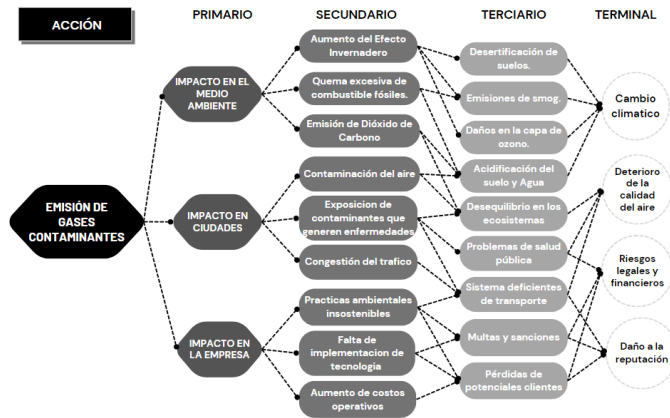 ACCIÓN
PRIMARIO
SECUNDARIO
TERCIARIO
TERMINAL
EMISIÓN DE
GASES
CONTAMINANTES
IMPACTO EN EL
MEDIO
AMBIENTE
IMPACTO EN
CIUDADES
IMPACTO EN
LA EMPRESA
Aumento del Efecto
Invernadero
Quema excesiva de
combustible fósiles.
Emisión de Dióxido de
Carbono
Contaminación del aire
Exposicion de
contaminantes que
generen enfermedades
Congestión del trafico
Practicas ambientales
insostenibles
Falta de
implementacion de
tecnologia
Aumento de costos
operativos
Desertificación de
suelos.
Emisiones de smog.
Daños en la capa de
ozono.
Acidificación del
suelo y Agua
Desequilibrio en los
ecosistemas
Problemas de salud
pública
Sistema deficientes
de transporte
Multas y sanciones
Pérdidas de
potenciales clientes
Cambio
climatico
Deterioro
de la
calidad
del aire
Riesgos
legales y
financieros
Daño a la
reputación